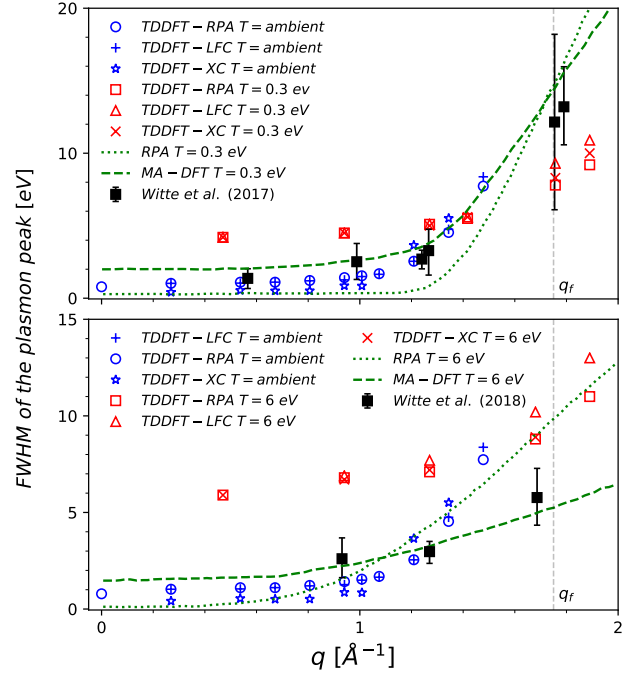 FWHM of the plasmon peak [eV]
20
10
0
TDDFT − RPA T = ambient
TDDFT − LFC T = ambient
TDDFT − XC T = ambient
TDDFT − RPA T = 0.3 eV
TDDFT − LFC T = 0.3 eV
TDDFT − XC T = 0.3 eV
RPA T = 0.3 eV
MA − DFT T = 0.3 eV
Witte et al. (2017)
q_f
15
10
5
0
TDDFT − LFC T = ambient
TDDFT − RPA T = ambient
TDDFT − XC T = ambient
TDDFT − RPA T = 6 eV
TDDFT − LFC T = 6 eV
TDDFT − XC T = 6 eV
RPA T = 6 eV
MA − DFT T = 6 eV
Witte et al. (2018)
q_f
0 1 2
q [Å⁻¹]